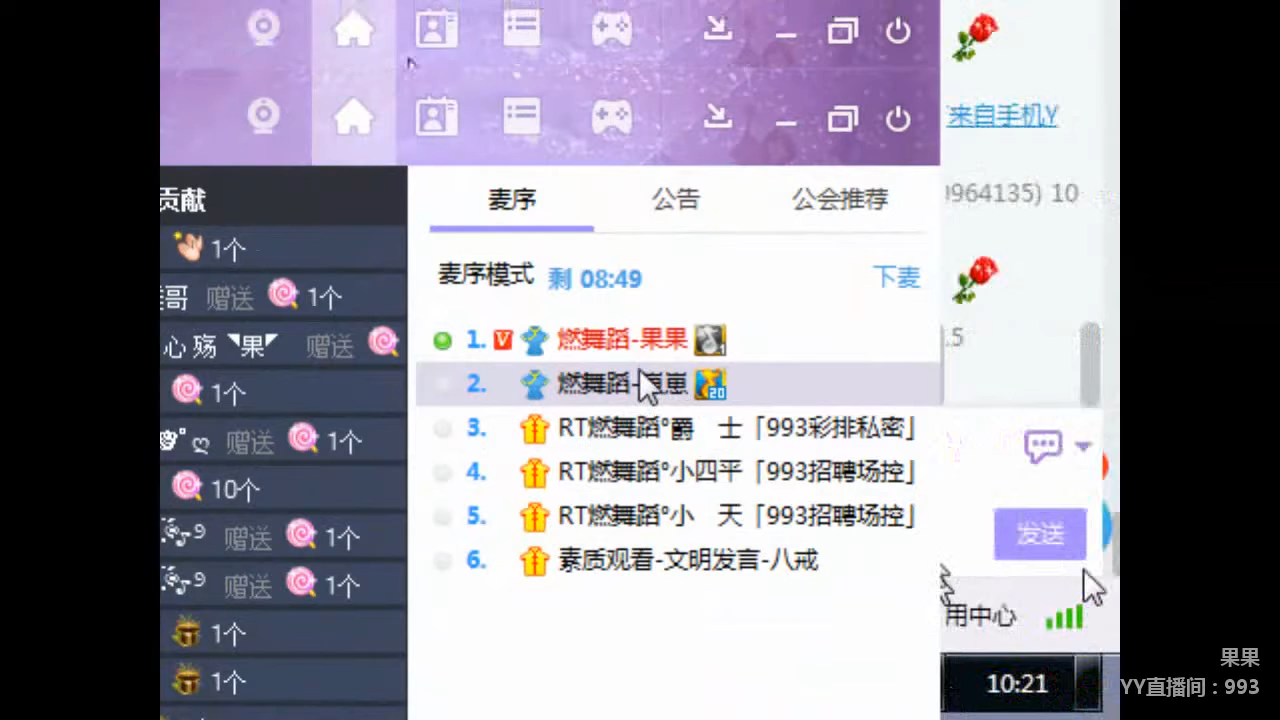 来自手机Y
9964135) 10
.5
贡献
1个
哥 赠送 1个
心 殇 果 赠送
1个
ღ 赠送 1个
10个
9 赠送 1个
9 赠送 1个
1个
1个
麦序 公告 公会推荐
麦序模式 剩 08:49 下麦
1. V 燃舞蹈-果果 1
2. 燃舞蹈- 崽 20
3. RT燃舞蹈°爵 士「993彩排私密」
4. RT燃舞蹈°小四平「993招聘场控」
5. RT燃舞蹈°小 天「993招聘场控」
6. 素质观看-文明发言-八戒
发送
用中心
10:21
果果
YY直播间：993